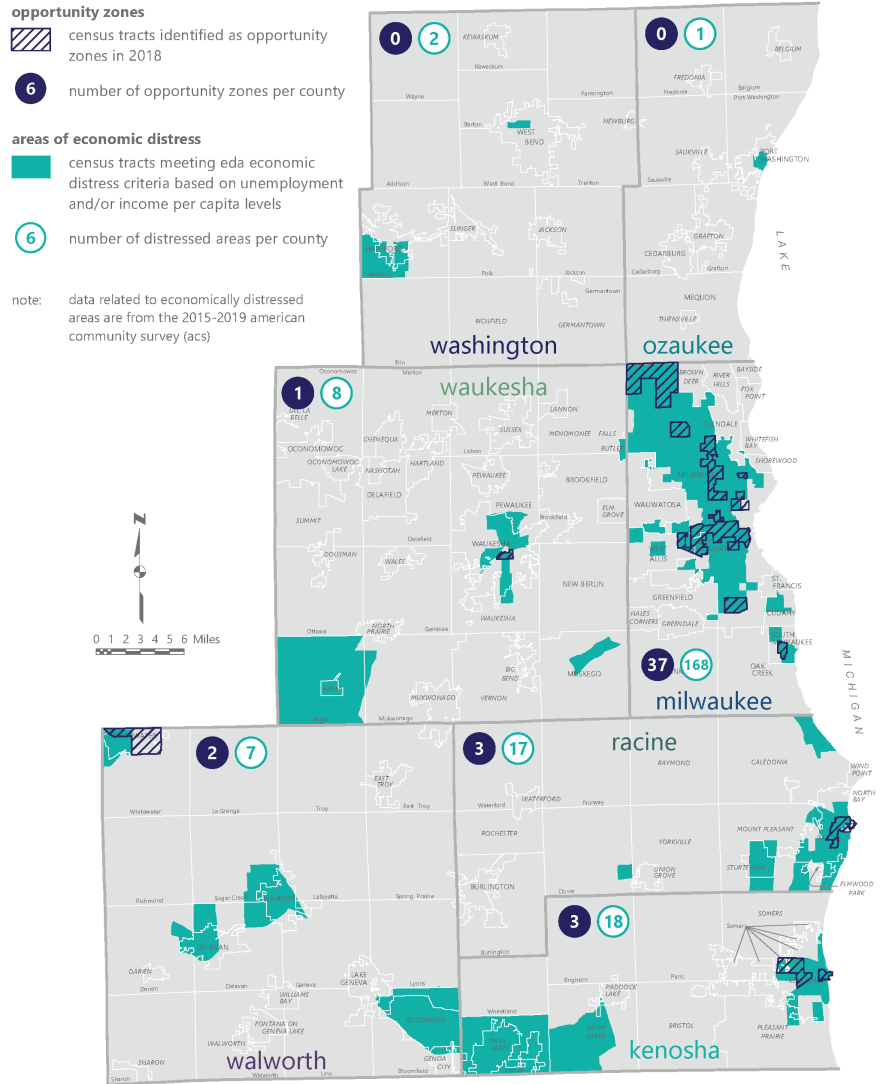 opportunity zones
census tracts identified as opportunity
zones in 2018
6
number of opportunity zones per county
areas of economic distress
census tracts meeting eda economic
distress criteria based on unemployment
and/or income per capita levels
6
number of distressed areas per county
note:
data related to economically distressed
areas are from the 2015-2019 american
community survey (acs)
0
2
KEWASKUM
Kewaskum
Wayne
Farmington
Barton
WEST
BEND
NEWBURG
Addison
West Bend
Trenton
SLINGER
JACKSON
Polk
Jackson
Germantown
RICHFIELD
GERMANTOWN
Erin
washington
0
1
BELGIUM
FREDONIA
Fredonia
Belgium
Port Washington
SAUKVILLE
PORT
WASHINGTON
Saukville
GRAFTON
CEDARBURG
Cedarburg
Grafton
MEQUON
THIENSVILLE
ozaukee
LAKE
MICHIGAN
Oconomowoc
Merton
1
8
waukesha
LAC LA
BELLE
MERTON
LANNON
OCONOMOWOC
CHENEQUA
SUSSEX
MENOMONEE FALLS
BUTLER
Lisbon
OCONOMOWOC
LAKE
NASHOTAH
HARTLAND
PEWAUKEE
BROOKFIELD
DELAFIELD
PEWAUKEE
ELM
GROVE
SUMMIT
Brookfield
Delafield
WAUKESHA
DOUSMAN
WALES
NEW BERLIN
WAUKESHA
Ottawa
NORTH
PRAIRIE
Genesee
BIG
BEND
MUSKEGO
MUKWONAGO
VERNON
Mukwonago
BROWN
DEER
RIVER
HILLS
BAYSIDE
FOX
POINT
GLENDALE
WHITEFISH
BAY
SHOREWOOD
WAUWATOSA
WEST
ALLIS
ST.
FRANCIS
GREENFIELD
CUDAHY
HALES
CORNERS
GREENDALE
SOUTH
MILWAUKEE
OAK
CREEK
37
168
milwaukee
N
0 1 2 3 4 5 6 Miles
2
7
EAST
TROY
Whitewater
La Grange
Troy
East Troy
Richmond
Sugar Creek
ELKHORN
Lafayette
Spring Prairie
DELAVAN
DARIEN
Darien
Delavan
Geneva
LAKE
GENEVA
Lyons
WILLIAMS
BAY
BLOOMFIELD
FONTANA ON
GENEVA LAKE
WALWORTH
GENOA
CITY
SHARON
Sharon
Walworth
Linn
Bloomfield
walworth
3
17
racine
RAYMOND
CALEDONIA
WIND
POINT
NORTH
BAY
Waterford
WATERFORD
Norway
ROCHESTER
MOUNT PLEASANT
YORKVILLE
STURTEVANT
UNION
GROVE
BURLINGTON
Dover
ELMWOOD
PARK
Burlington
3
18
SOMERS
Somers
Brighton
Paris
PADDOCK
LAKE
Wheatland
TWIN
LAKES
SALEM
LAKES
BRISTOL
PLEASANT
PRAIRIE
kenosha